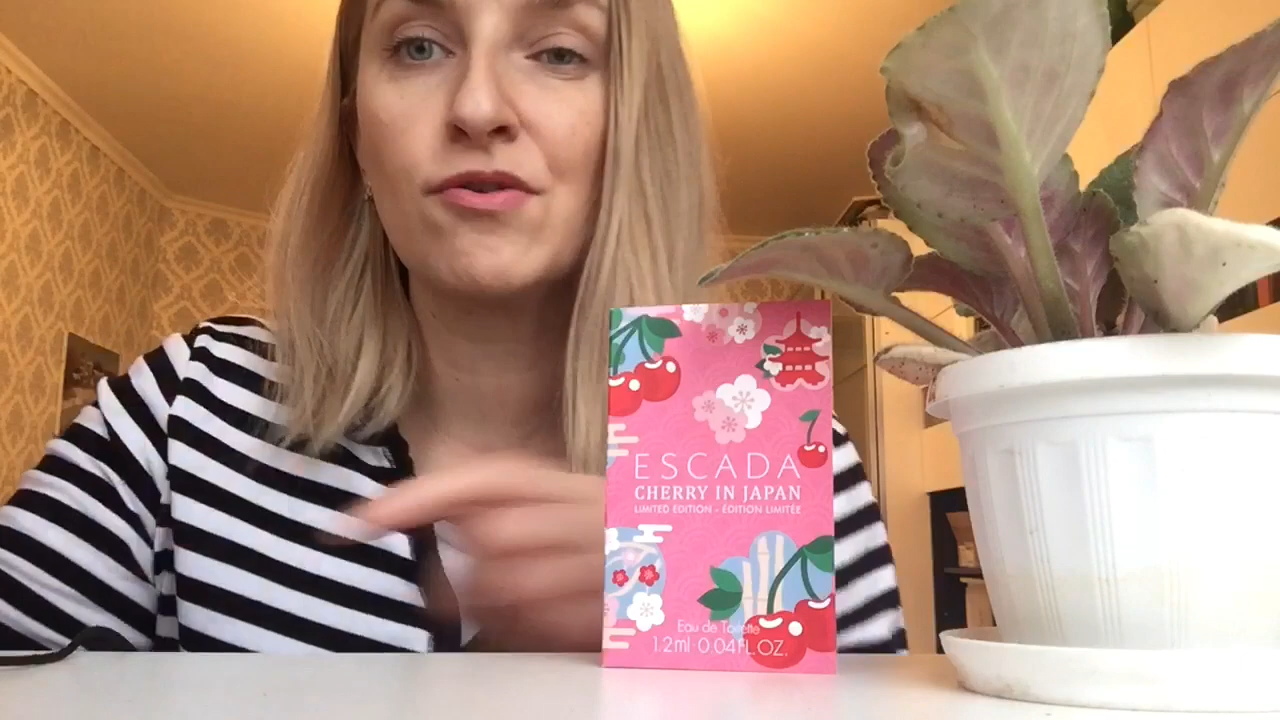 ESCADA
CHERRY IN JAPAN
LIMITED EDITION - ÉDITION LIMITÉE
Eau de Toilette
1.2ml-0.04FL.OZ.